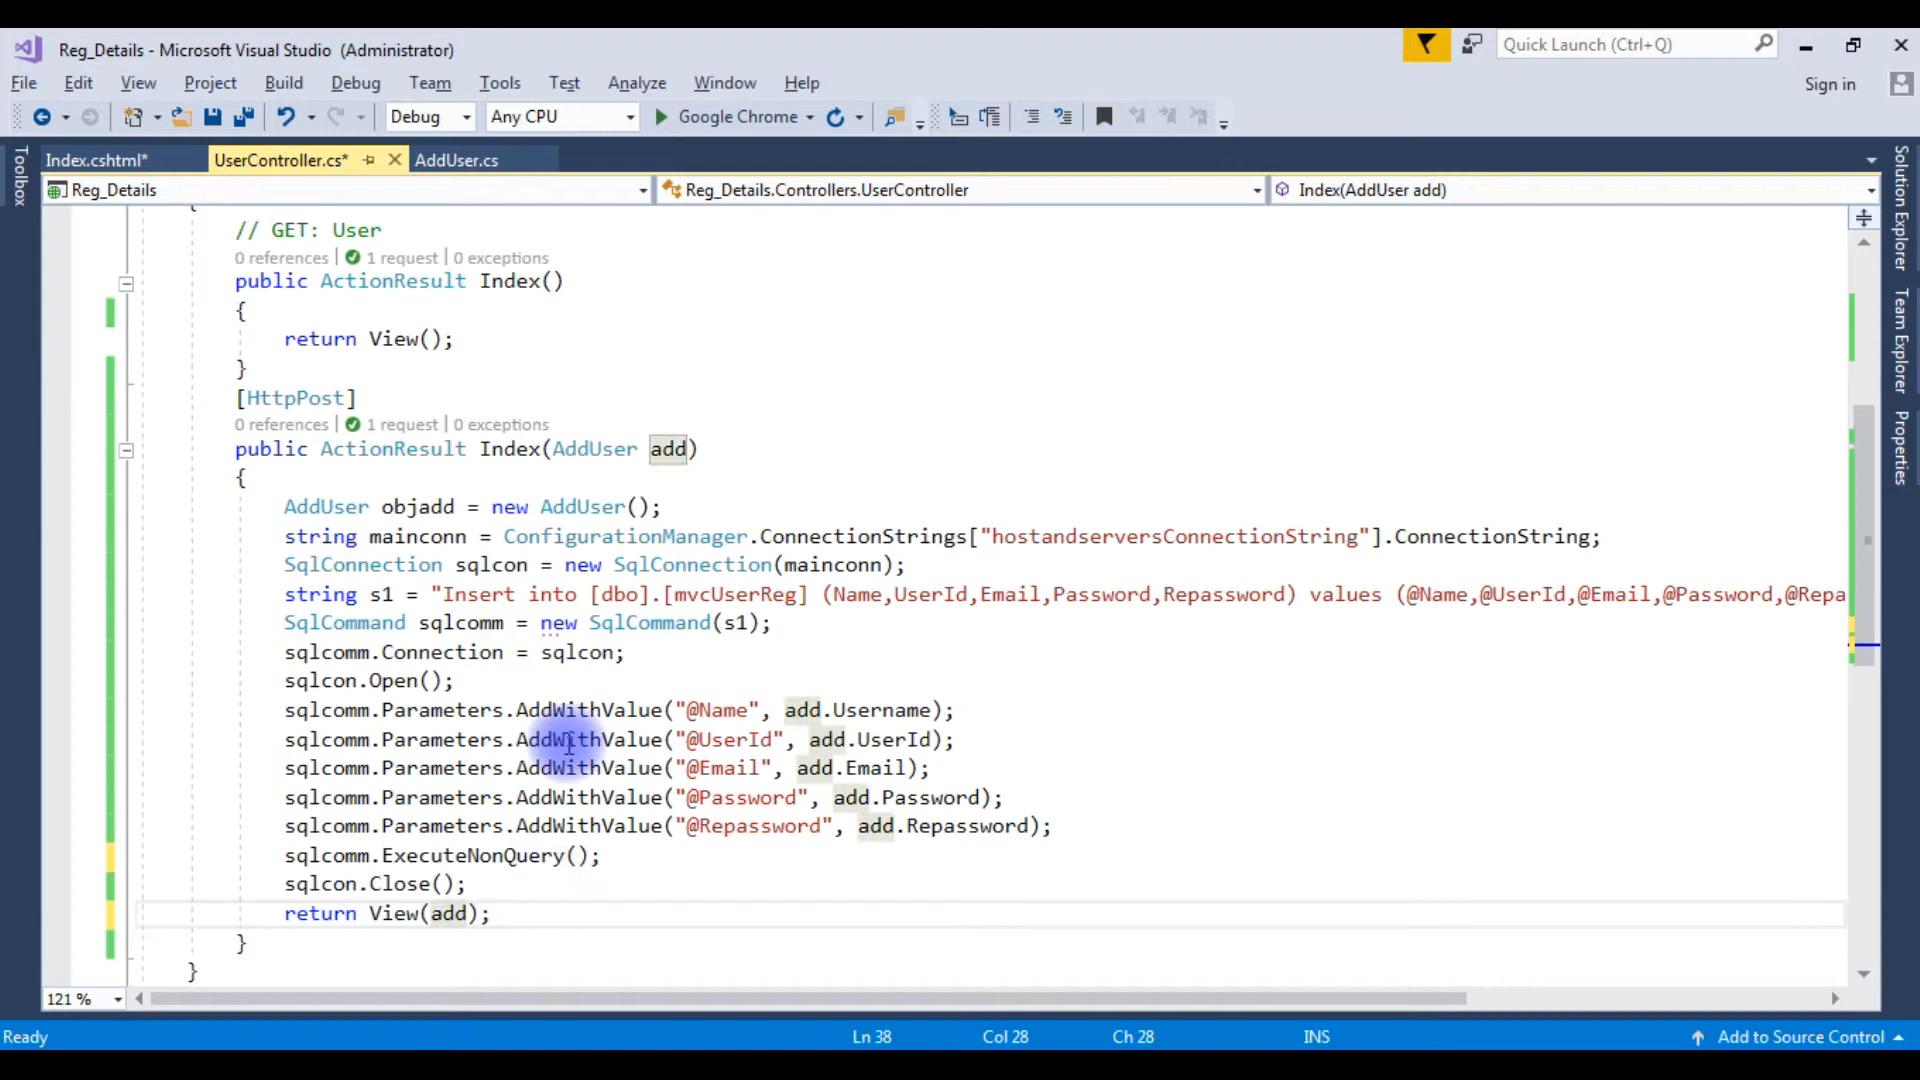 Reg_Details - Microsoft Visual Studio (Administrator)
Quick Launch (Ctrl+Q)
File Edit View Project Build Debug Team Tools Test Analyze Window Help
Sign in
Debug Any CPU Google Chrome
Toolbox
Index.cshtml* UserController.cs* AddUser.cs
Reg_Details Reg_Details.Controllers.UserController Index(AddUser add)
Solution Explorer
Team Explorer
Properties
// GET: User
0 references | 1 request | 0 exceptions
public ActionResult Index()
{
return View();
}
[HttpPost]
0 references | 1 request | 0 exceptions
public ActionResult Index(AddUser add)
{
AddUser objadd = new AddUser();
string mainconn = ConfigurationManager.ConnectionStrings["hostandserversConnectionString"].ConnectionString;
SqlConnection sqlcon = new SqlConnection(mainconn);
string s1 = "Insert into [dbo].[mvcUserReg] (Name,UserId,Email,Password,Repassword) values (@Name,@UserId,@Email,@Password,@Repa
SqlCommand sqlcomm = new SqlCommand(s1);
sqlcomm.Connection = sqlcon;
sqlcon.Open();
sqlcomm.Parameters.AddWithValue("@Name", add.Username);
sqlcomm.Parameters.AddWithValue("@UserId", add.UserId);
sqlcomm.Parameters.AddWithValue("@Email", add.Email);
sqlcomm.Parameters.AddWithValue("@Password", add.Password);
sqlcomm.Parameters.AddWithValue("@Repassword", add.Repassword);
sqlcomm.ExecuteNonQuery();
sqlcon.Close();
return View(add);
}
}
121 %
Ready Ln 38 Col 28 Ch 28 INS Add to Source Control